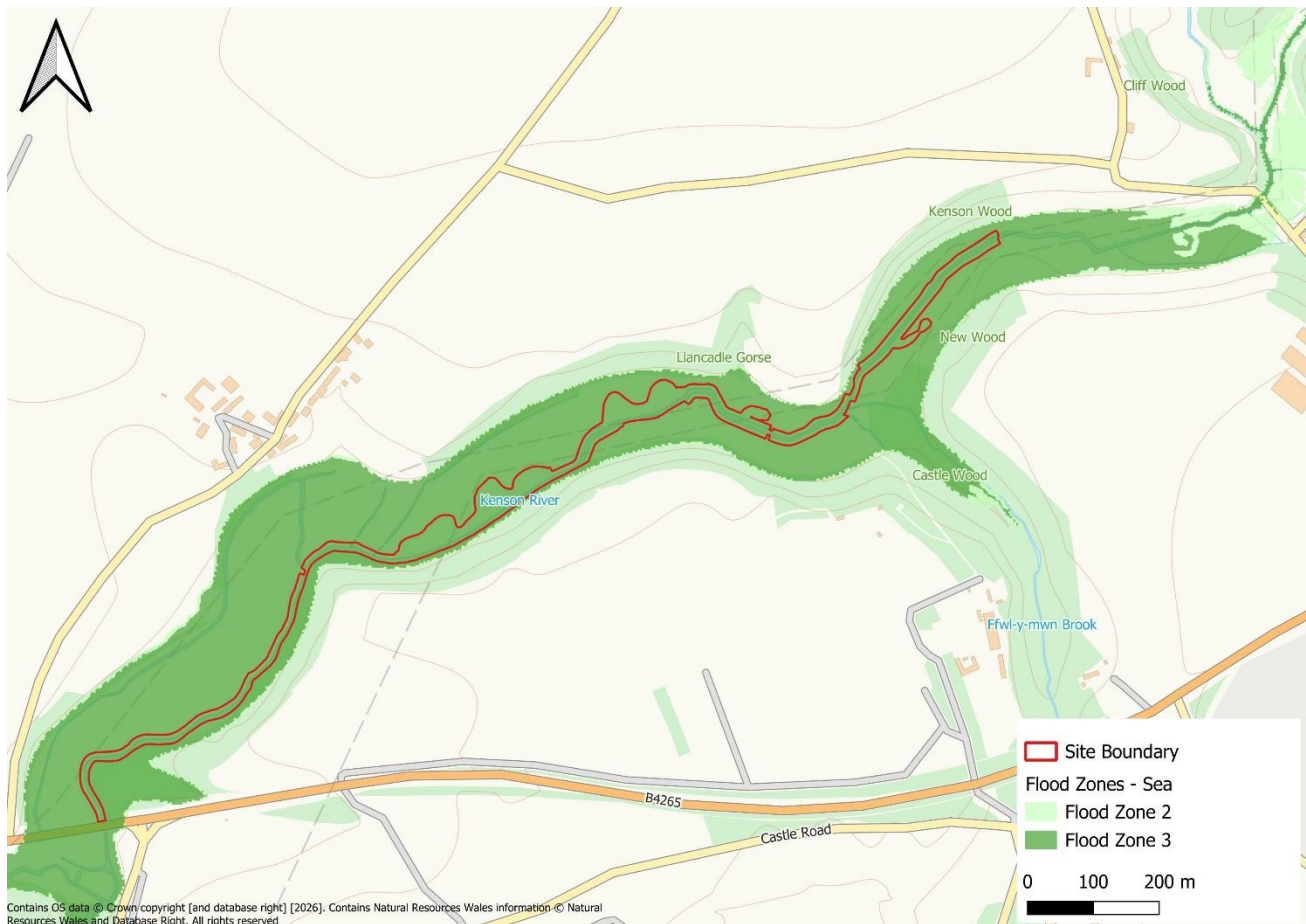 Cliff Wood
Kenson Wood
New Wood
Llancadle Gorse
Castle Wood
Kenson River
Ffwl-y-mwn Brook
B4265
Castle Road
Site Boundary
Flood Zones - Sea
Flood Zone 2
Flood Zone 3
0 100 200 m
Contains OS data © Crown copyright [and database right] [2026]. Contains Natural Resources Wales information © Natural
Resources Wales and Database Right. All rights reserved